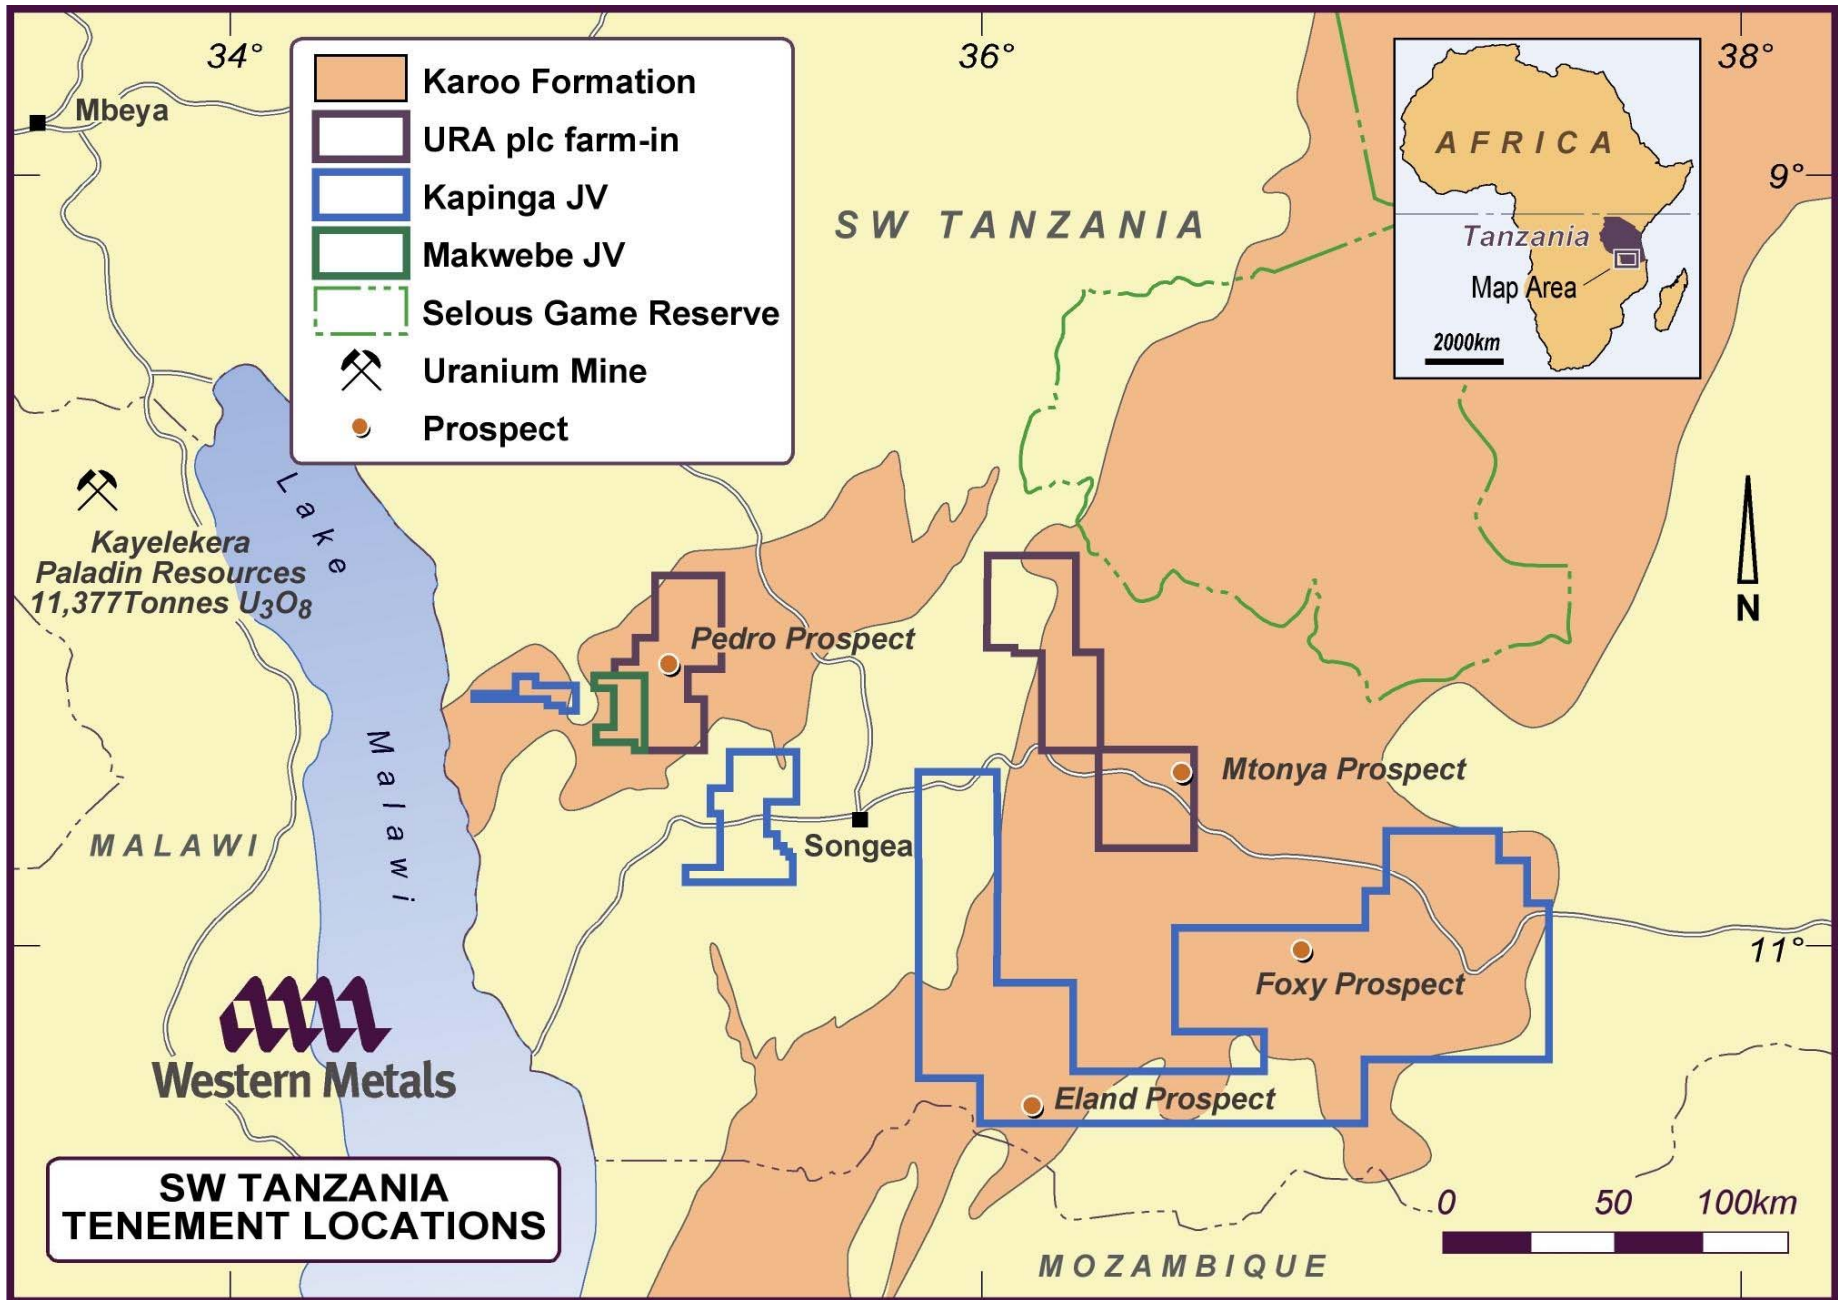 34°
36°
38°
Mbeya
Karoo Formation
URA plc farm-in
Kapinga JV
Makwebe JV
Selous Game Reserve
Uranium Mine
Prospect
AFRICA
Tanzania
Map Area
2000km
9°
SW TANZANIA
Lake
Malawi
Kayelekera
Paladin Resources
11,377Tonnes U3O8
N
Pedro Prospect
Mtonya Prospect
MALAWI
Songea
11°
Foxy Prospect
Western Metals
Eland Prospect
SW TANZANIA
TENEMENT LOCATIONS
0 50 100km
MOZAMBIQUE